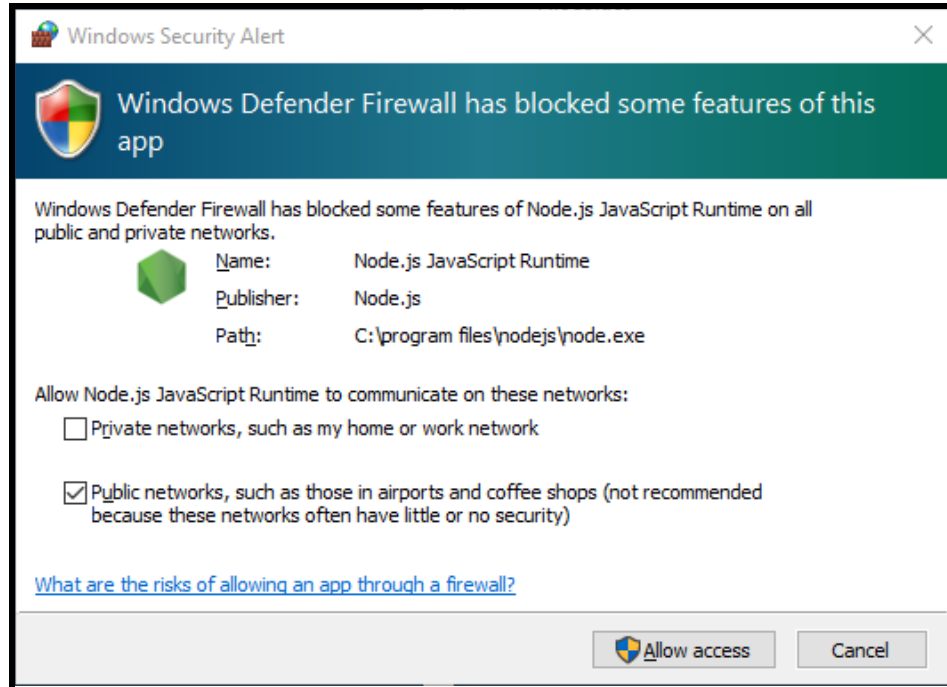 Windows Security Alert
Windows Defender Firewall has blocked some features of this
app
Windows Defender Firewall has blocked some features of Node.js JavaScript Runtime on all
public and private networks.
Name: Node.js JavaScript Runtime
Publisher: Node.js
Path: C:\program files\nodejs\node.exe
Allow Node.js JavaScript Runtime to communicate on these networks:
Private networks, such as my home or work network
Public networks, such as those in airports and coffee shops (not recommended
because these networks often have little or no security)
What are the risks of allowing an app through a firewall?
Allow access Cancel